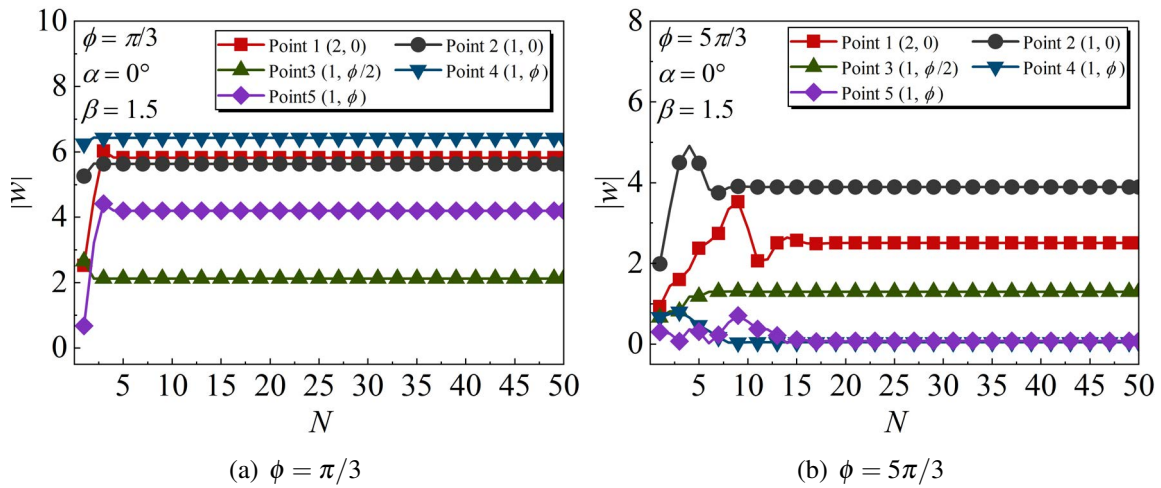 ϕ = π/3
α = 0°
β = 1.5
Point 1 (2, 0)
Point 2 (1, 0)
Point3 (1, ϕ/2)
Point 4 (1, ϕ)
Point5 (1, ϕ)
10
8
6
4
2
0
|w|
5
10
15
20
25
30
35
40
45
50
N
(a) ϕ = π/3
ϕ = 5π/3
α = 0°
β = 1.5
Point 1 (2, 0)
Point 2 (1, 0)
Point 3 (1, ϕ/2)
Point 4 (1, ϕ)
Point 5 (1, ϕ)
8
6
4
2
0
|w|
5
10
15
20
25
30
35
40
45
50
N
(b) ϕ = 5π/3